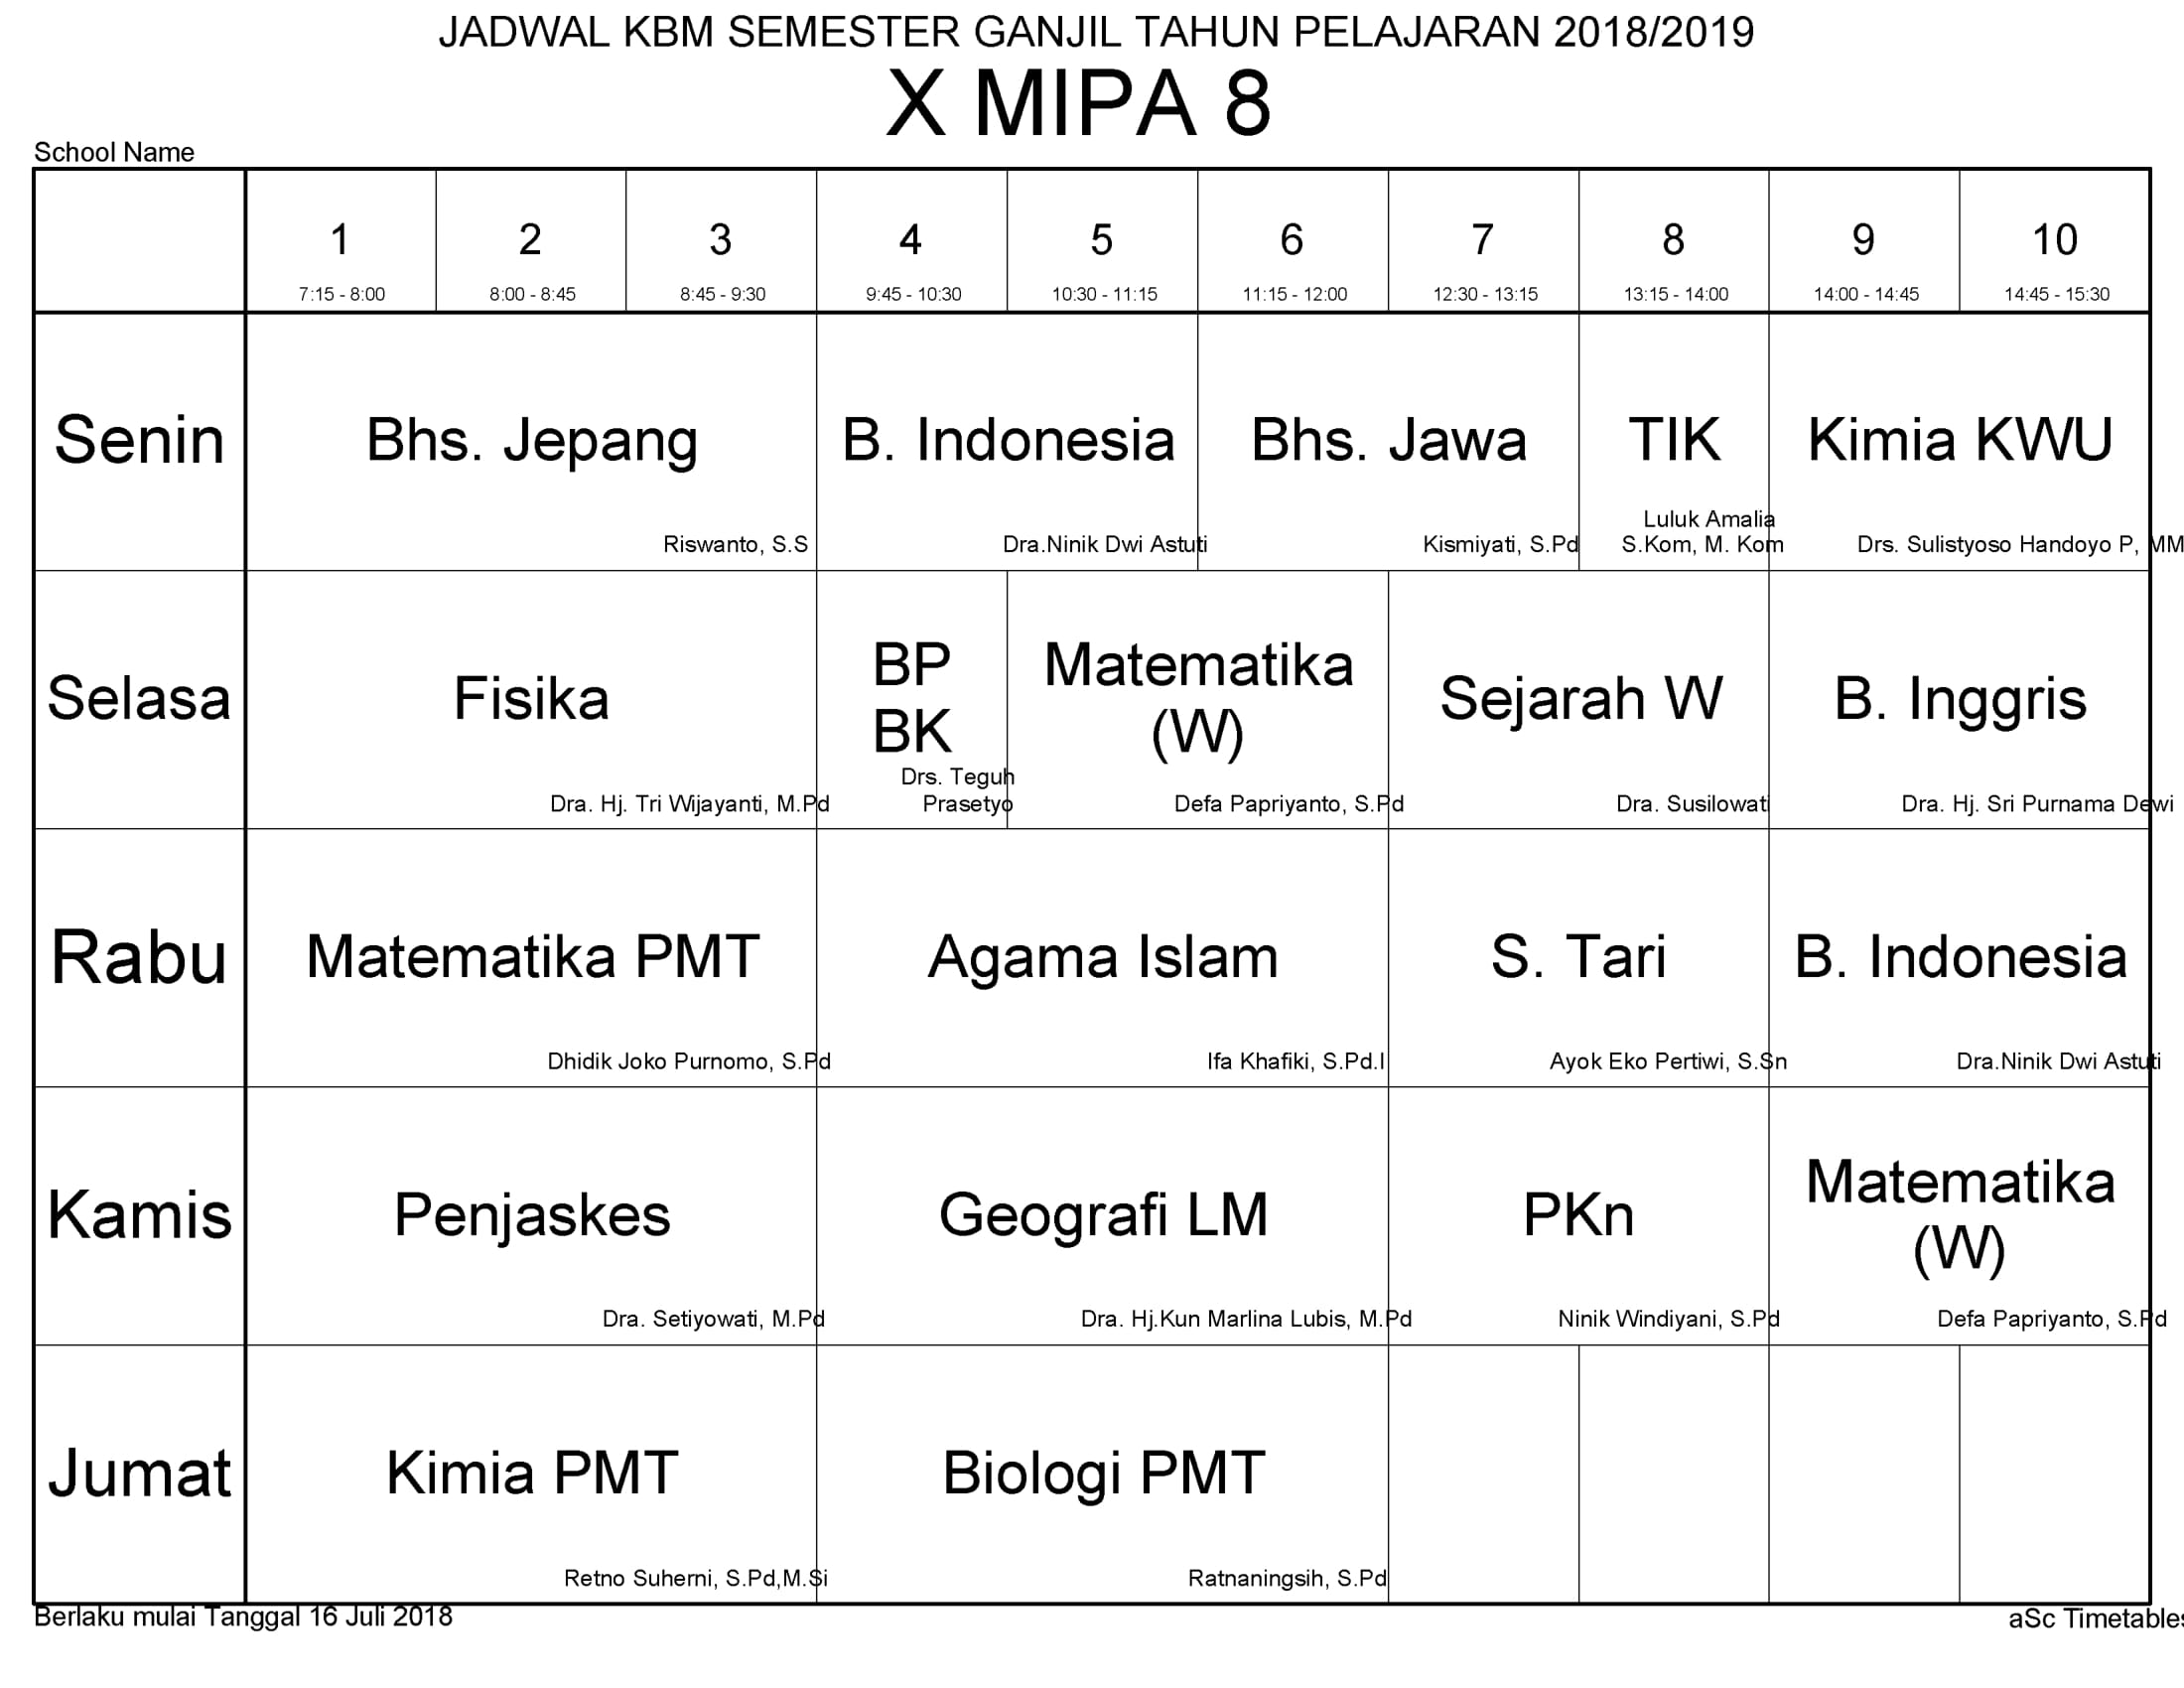 JADWAL KBM SEMESTER GANJIL TAHUN PELAJARAN 2018/2019
X MIPA 8
School Name
1 2 3 4 5 6 7 8 9 10
7:15 - 8:00 8:00 - 8:45 8:45 - 9:30 9:45 - 10:30 10:30 - 11:15 11:15 - 12:00 12:30 - 13:15 13:15 - 14:00 14:00 - 14:45 14:45 - 15:30
Senin
Bhs. Jepang
Riswanto, S.S
B. Indonesia
Dra.Ninik Dwi Astuti
Bhs. Jawa
Kismiyati, S.Pd
TIK
Luluk Amalia
S.Kom, M. Kom
Kimia KWU
Drs. Sulistyoso Handoyo P, MM
Selasa
Fisika
Dra. Hj. Tri Wijayanti, M.Pd
BP
BK
Drs. Teguh
Prasetyo
Matematika
(W)
Defa Papriyanto, S.Pd
Sejarah W
Dra. Susilowati
B. Inggris
Dra. Hj. Sri Purnama Dewi
Rabu
Matematika PMT
Dhidik Joko Purnomo, S.Pd
Agama Islam
Ifa Khafiki, S.Pd.I
S. Tari
Ayok Eko Pertiwi, S.Sn
B. Indonesia
Dra.Ninik Dwi Astuti
Kamis
Penjaskes
Dra. Setiyowati, M.Pd
Geografi LM
Dra. Hj.Kun Marlina Lubis, M.Pd
PKn
Ninik Windiyani, S.Pd
Matematika
(W)
Defa Papriyanto, S.Pd
Jumat
Kimia PMT
Retno Suherni, S.Pd,M.Si
Biologi PMT
Ratnaningsih, S.Pd
Berlaku mulai Tanggal 16 Juli 2018
aSc Timetables